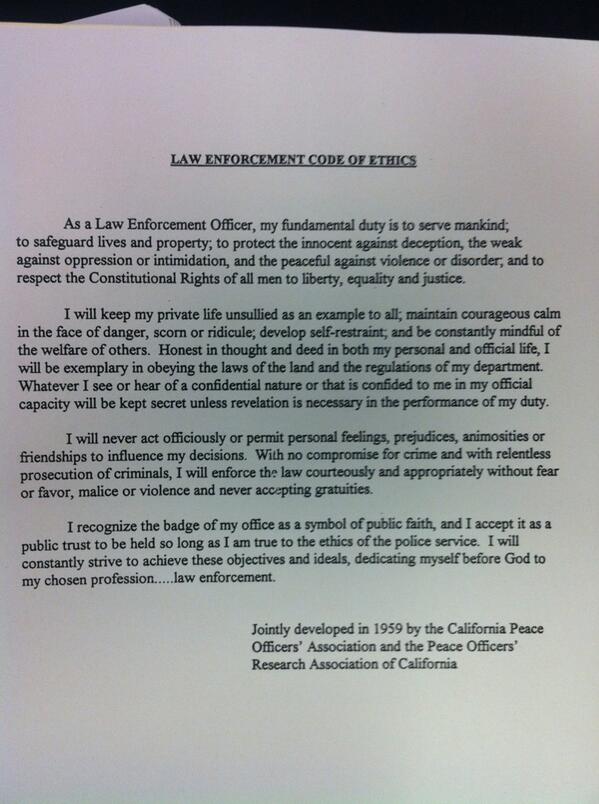 LAW ENFORCEMENT CODE OF ETHICS
As a Law Enforcement Officer, my fundamental duty is to serve mankind;
to safeguard lives and property; to protect the innocent against deception, the weak
against oppression or intimidation, and the peaceful against violence or disorder; and to
respect the Constitutional Rights of all men to liberty, equality and justice.
I will keep my private life unsullied as an example to all; maintain courageous calm
in the face of danger, scorn or ridicule; develop self-restraint; and be constantly mindful of
the welfare of others. Honest in thought and deed in both my personal and official life, I
will be exemplary in obeying the laws of the land and the regulations of my department.
Whatever I see or hear of a confidential nature or that is confided to me in my official
capacity will be kept secret unless revelation is necessary in the performance of my duty.
I will never act officiously or permit personal feelings, prejudices, animosities or
friendships to influence my decisions. With no compromise for crime and with relentless
prosecution of criminals, I will enforce the law courteously and appropriately without fear
or favor, malice or violence and never accepting gratuities.
I recognize the badge of my office as a symbol of public faith, and I accept it as a
public trust to be held so long as I am true to the ethics of the police service. I will
constantly strive to achieve these objectives and ideals, dedicating myself before God to
my chosen profession.....law enforcement.
Jointly developed in 1959 by the California Peace
Officers' Association and the Peace Officers'
Research Association of California